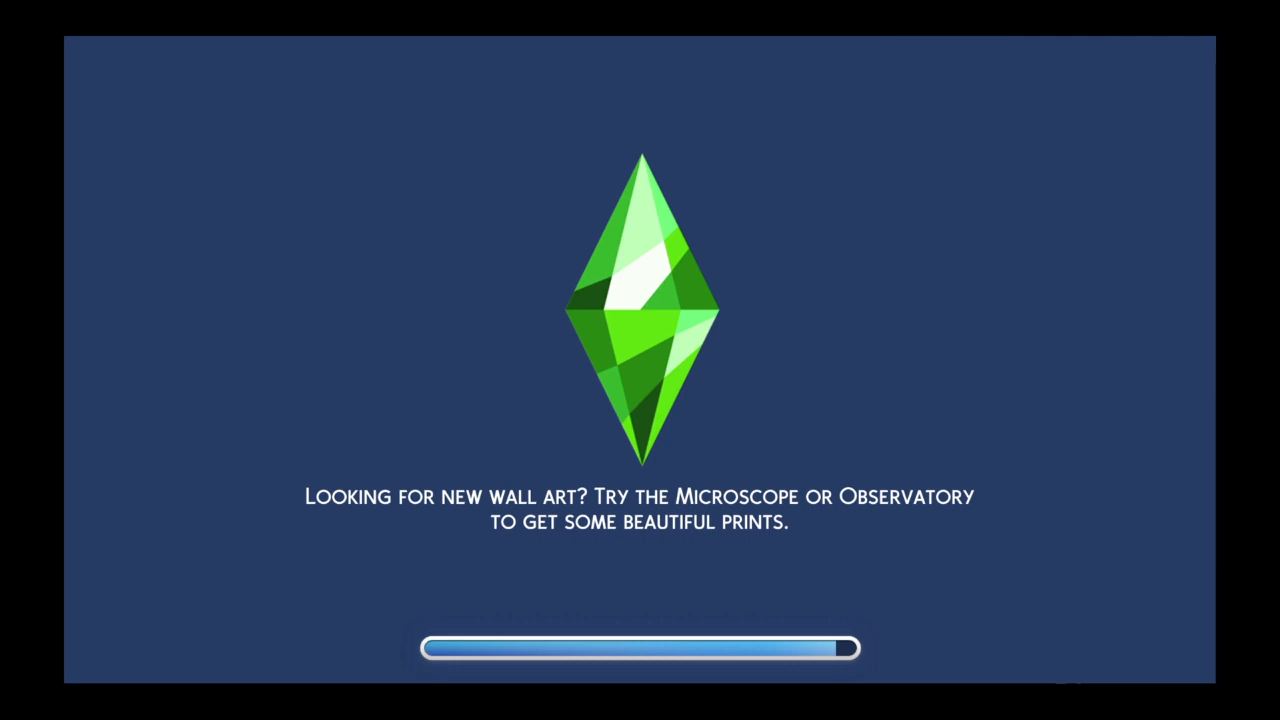 Looking for new wall art? Try the Microscope or Observatory
to get some beautiful prints.